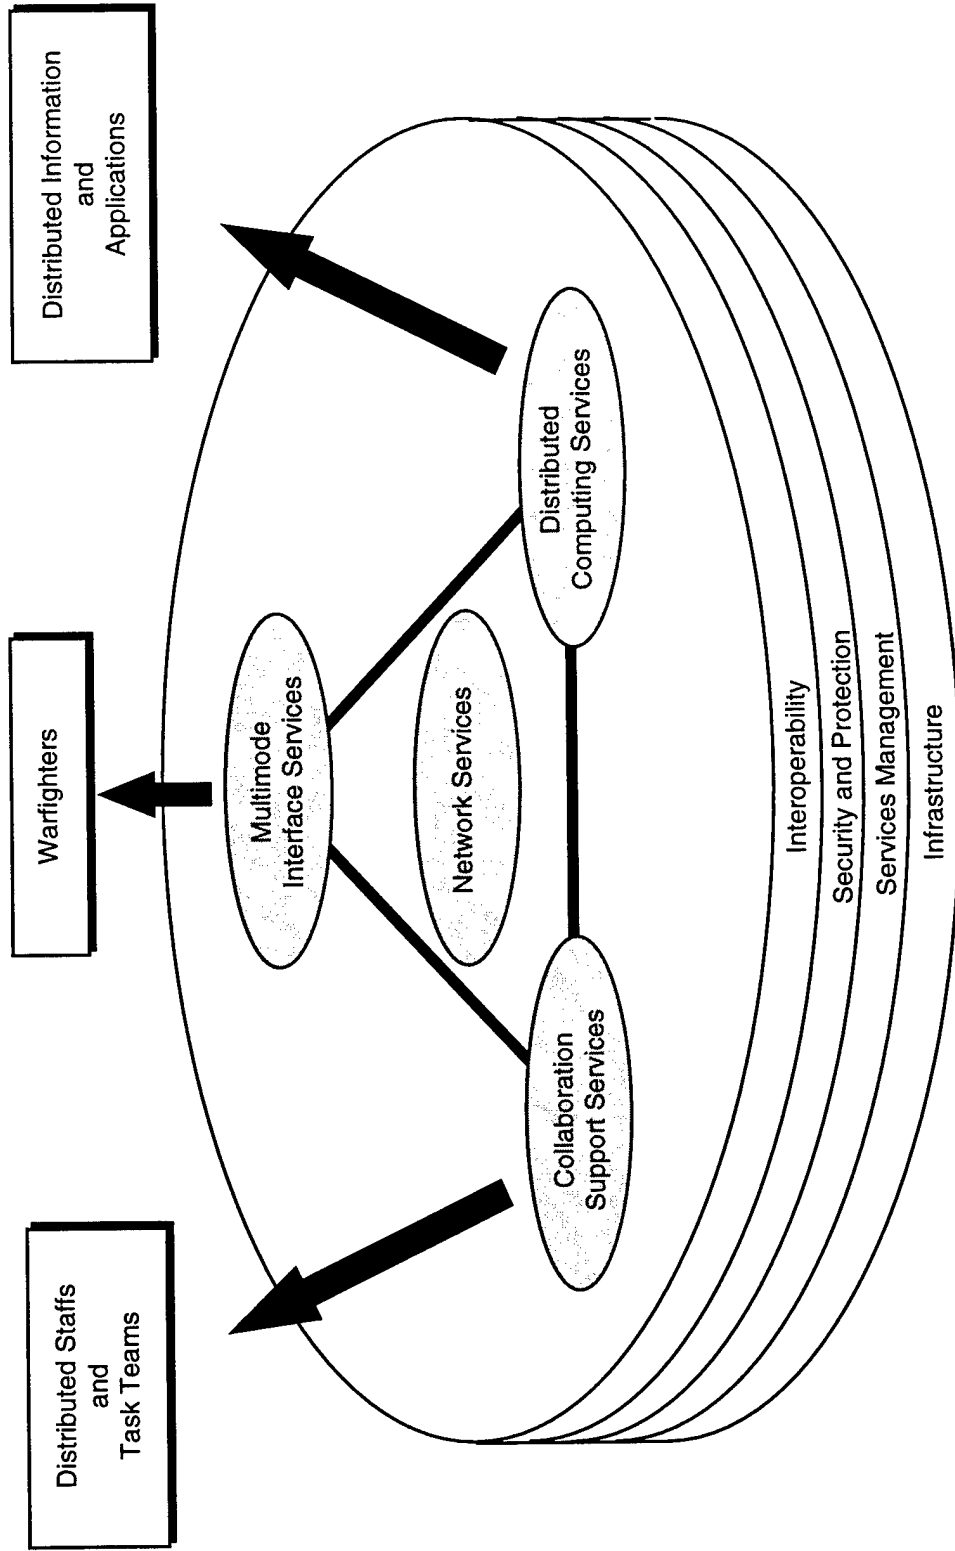 Distributed Staffs
and
Task Teams
Warfighters
Distributed Information
and
Applications
Multimode
Interface Services
Network Services
Collaboration
Support Services
Distributed
Computing Services
Interoperability
Security and Protection
Services Management
Infrastructure